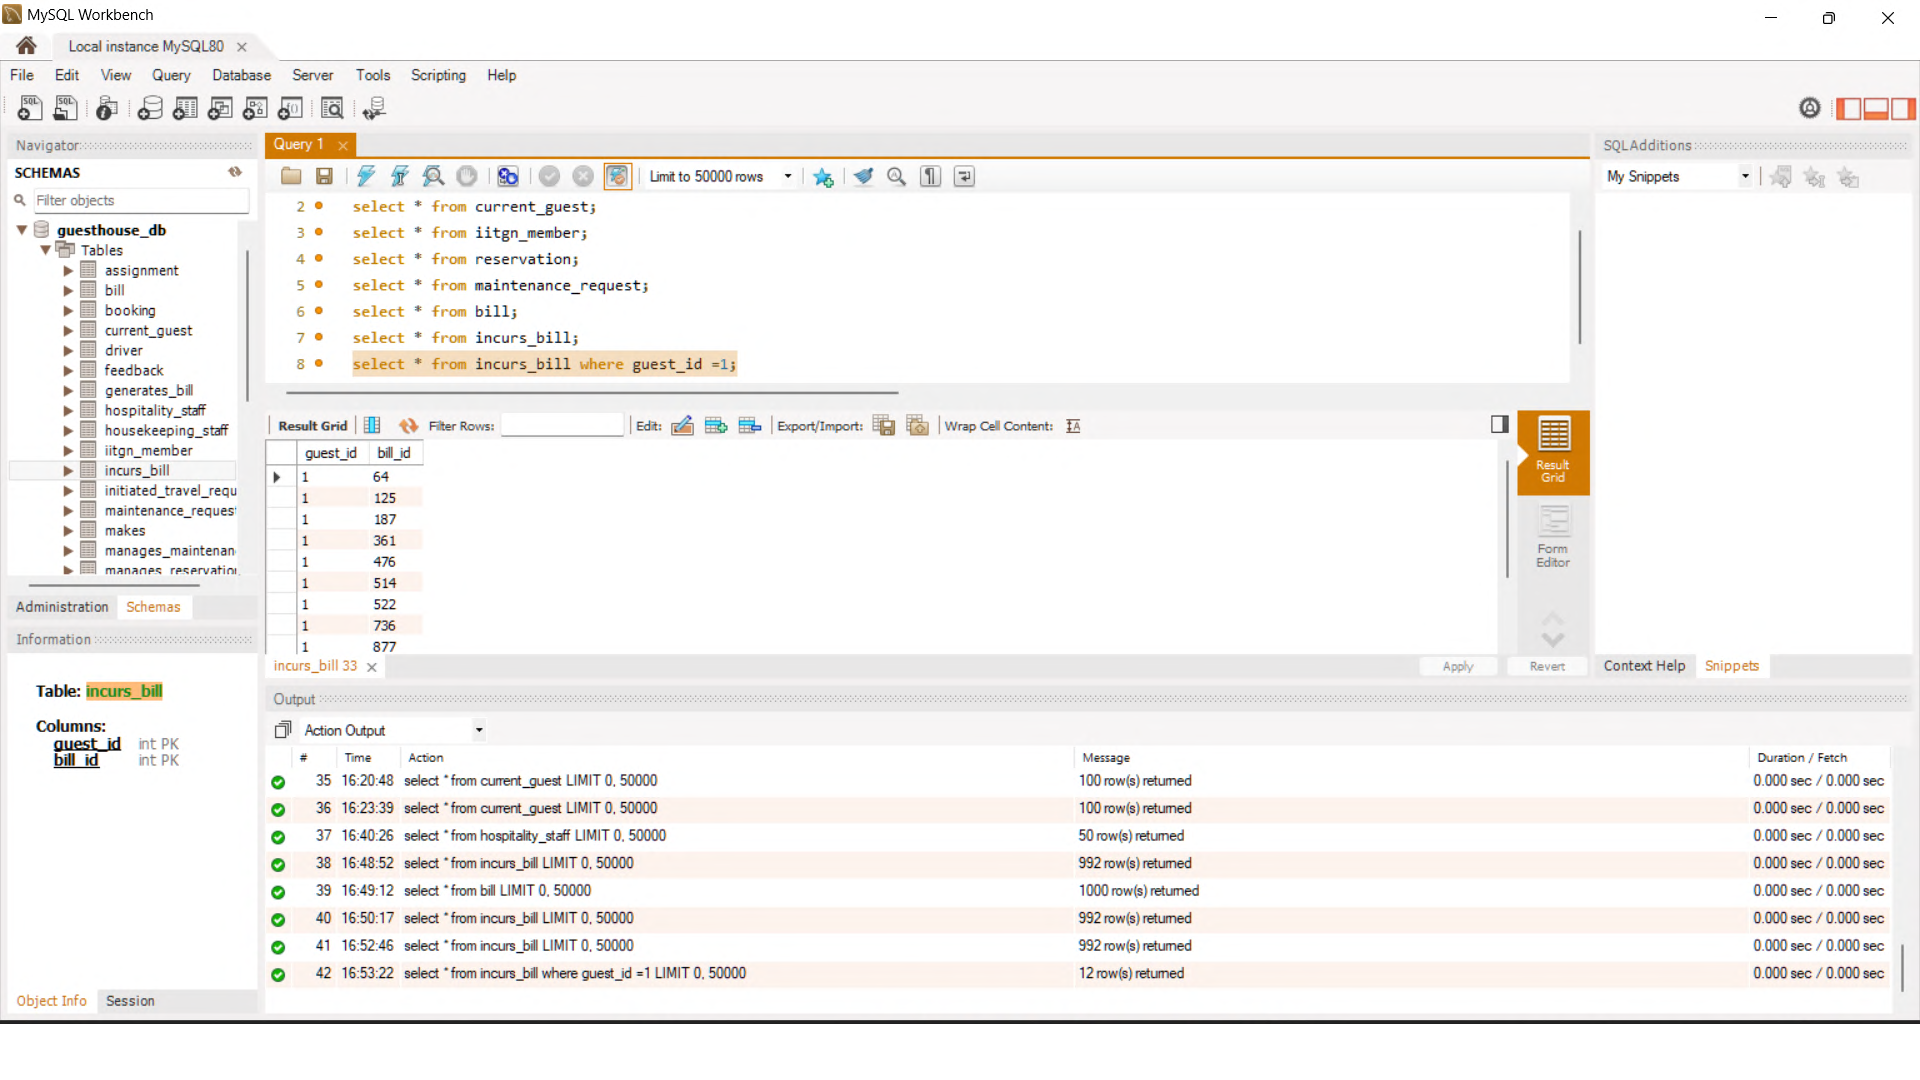 MySQL Workbench
Local instance MySQL80
File Edit View Query Database Server Tools Scripting Help
Navigator
SCHEMAS
Filter objects
guesthouse_db
Tables
assignment
bill
booking
current_guest
driver
feedback
generates_bill
hospitality_staff
housekeeping_staff
iitgn_member
incurs_bill
initiated_travel_requ
maintenance_request
makes
manages_maintenan
manages_reservation
Administration Schemas
Information
Table: incurs_bill
Columns:
guest_id int PK
bill_id int PK
Object Info Session
Query 1
Limit to 50000 rows
2 select * from current_guest;
3 select * from iitgn_member;
4 select * from reservation;
5 select * from maintenance_request;
6 select * from bill;
7 select * from incurs_bill;
8 select * from incurs_bill where guest_id =1;
Result Grid Filter Rows: Edit: Export/Import: Wrap Cell Content:
guest_id bill_id
1 64
1 125
1 187
1 361
1 476
1 514
1 522
1 736
1 877
Result Grid
Form Editor
incurs_bill 33 Apply Revert
SQLAdditions
My Snippets
Context Help Snippets
Output
Action Output
# Time Action Message Duration / Fetch
35 16:20:48 select * from current_guest LIMIT 0, 50000 100 row(s) returned 0.000 sec / 0.000 sec
36 16:23:39 select * from current_guest LIMIT 0, 50000 100 row(s) returned 0.000 sec / 0.000 sec
37 16:40:26 select * from hospitality_staff LIMIT 0, 50000 50 row(s) returned 0.000 sec / 0.000 sec
38 16:48:52 select * from incurs_bill LIMIT 0, 50000 992 row(s) returned 0.000 sec / 0.000 sec
39 16:49:12 select * from bill LIMIT 0, 50000 1000 row(s) returned 0.000 sec / 0.000 sec
40 16:50:17 select * from incurs_bill LIMIT 0, 50000 992 row(s) returned 0.000 sec / 0.000 sec
41 16:52:46 select * from incurs_bill LIMIT 0, 50000 992 row(s) returned 0.000 sec / 0.000 sec
42 16:53:22 select * from incurs_bill where guest_id =1 LIMIT 0, 50000 12 row(s) returned 0.000 sec / 0.000 sec